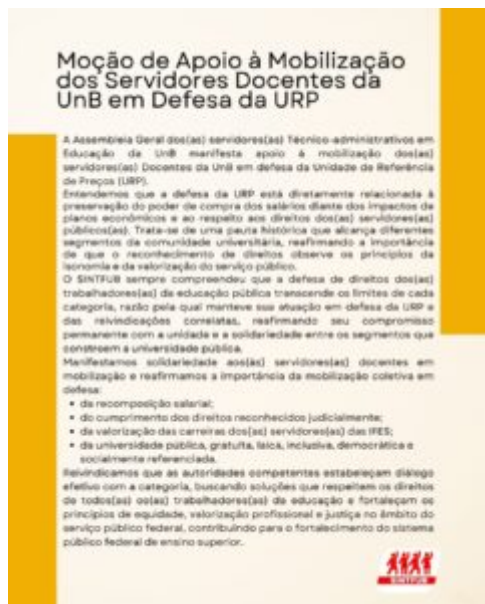 Moção de Apoio à Mobilização
dos Servidores Docentes da
UnB em Defesa da URP
A Assembleia Geral dos(as) servidores(as) Técnico-administrativos em
Educação da UnB manifesta apoio à mobilização dos(as)
servidores(as) Docentes da UnB em defesa da Unidade de Referência
de Preços (URP).
Entendemos que a defesa da URP está diretamente relacionada à
preservação do poder de compra dos salários diante dos impactos de
planos econômicos e ao respeito aos direitos dos(as) servidores(as)
públicos(as). Trata-se de uma pauta histórica que alcança diferentes
segmentos da comunidade universitária, reafirmando a importância
de que o reconhecimento de direitos observe os princípios da
isonomia e da valorização do serviço público.
O SINTFUB sempre compreendeu que a defesa de direitos dos(as)
trabalhadores(as) da educação pública transcende os limites de cada
categoria, razão pela qual manteve sua atuação em defesa da URP e
das reivindicações correlatas, reafirmando seu compromisso
permanente com a unidade e a solidariedade entre os segmentos que
constroem a universidade pública.
Manifestamos solidariedade aos(às) servidores(as) docentes em
mobilização e reafirmamos a importância da mobilização coletiva em
defesa:
• da recomposição salarial;
• do cumprimento dos direitos reconhecidos judicialmente;
• da valorização das carreiras dos(as) servidores(as) das IFES;
• da universidade pública, gratuita, laica, inclusiva, democrática e
socialmente referenciada.
Reivindicamos que as autoridades competentes estabeleçam diálogo
efetivo com a categoria, buscando soluções que respeitem os direitos
de todos(as) os(as) trabalhadores(as) da educação e fortaleçam os
princípios de equidade, valorização profissional e justiça no âmbito do
serviço público federal, contribuindo para o fortalecimento do sistema
público federal de ensino superior.
SINTFUB